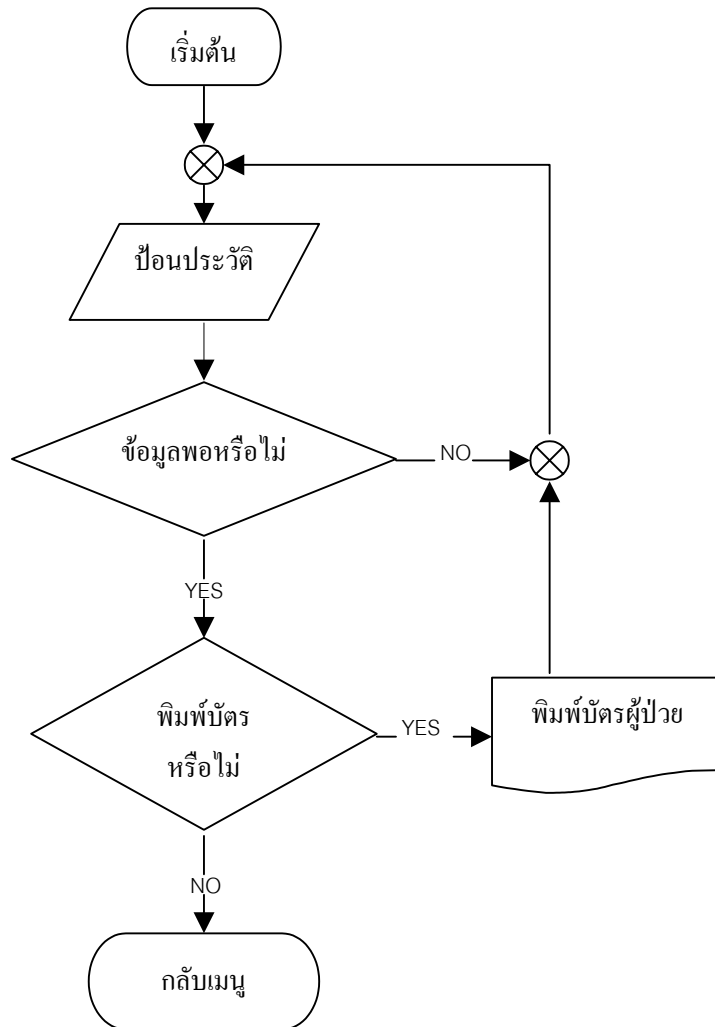 เริ่มต้น
ป้อนประวัติ
ข้อมูลพอหรือไม่
NO
YES
พิมพ์บัตร
หรือไม่
YES
พิมพ์บัตรผู้ป่วย
NO
กลับเมนู